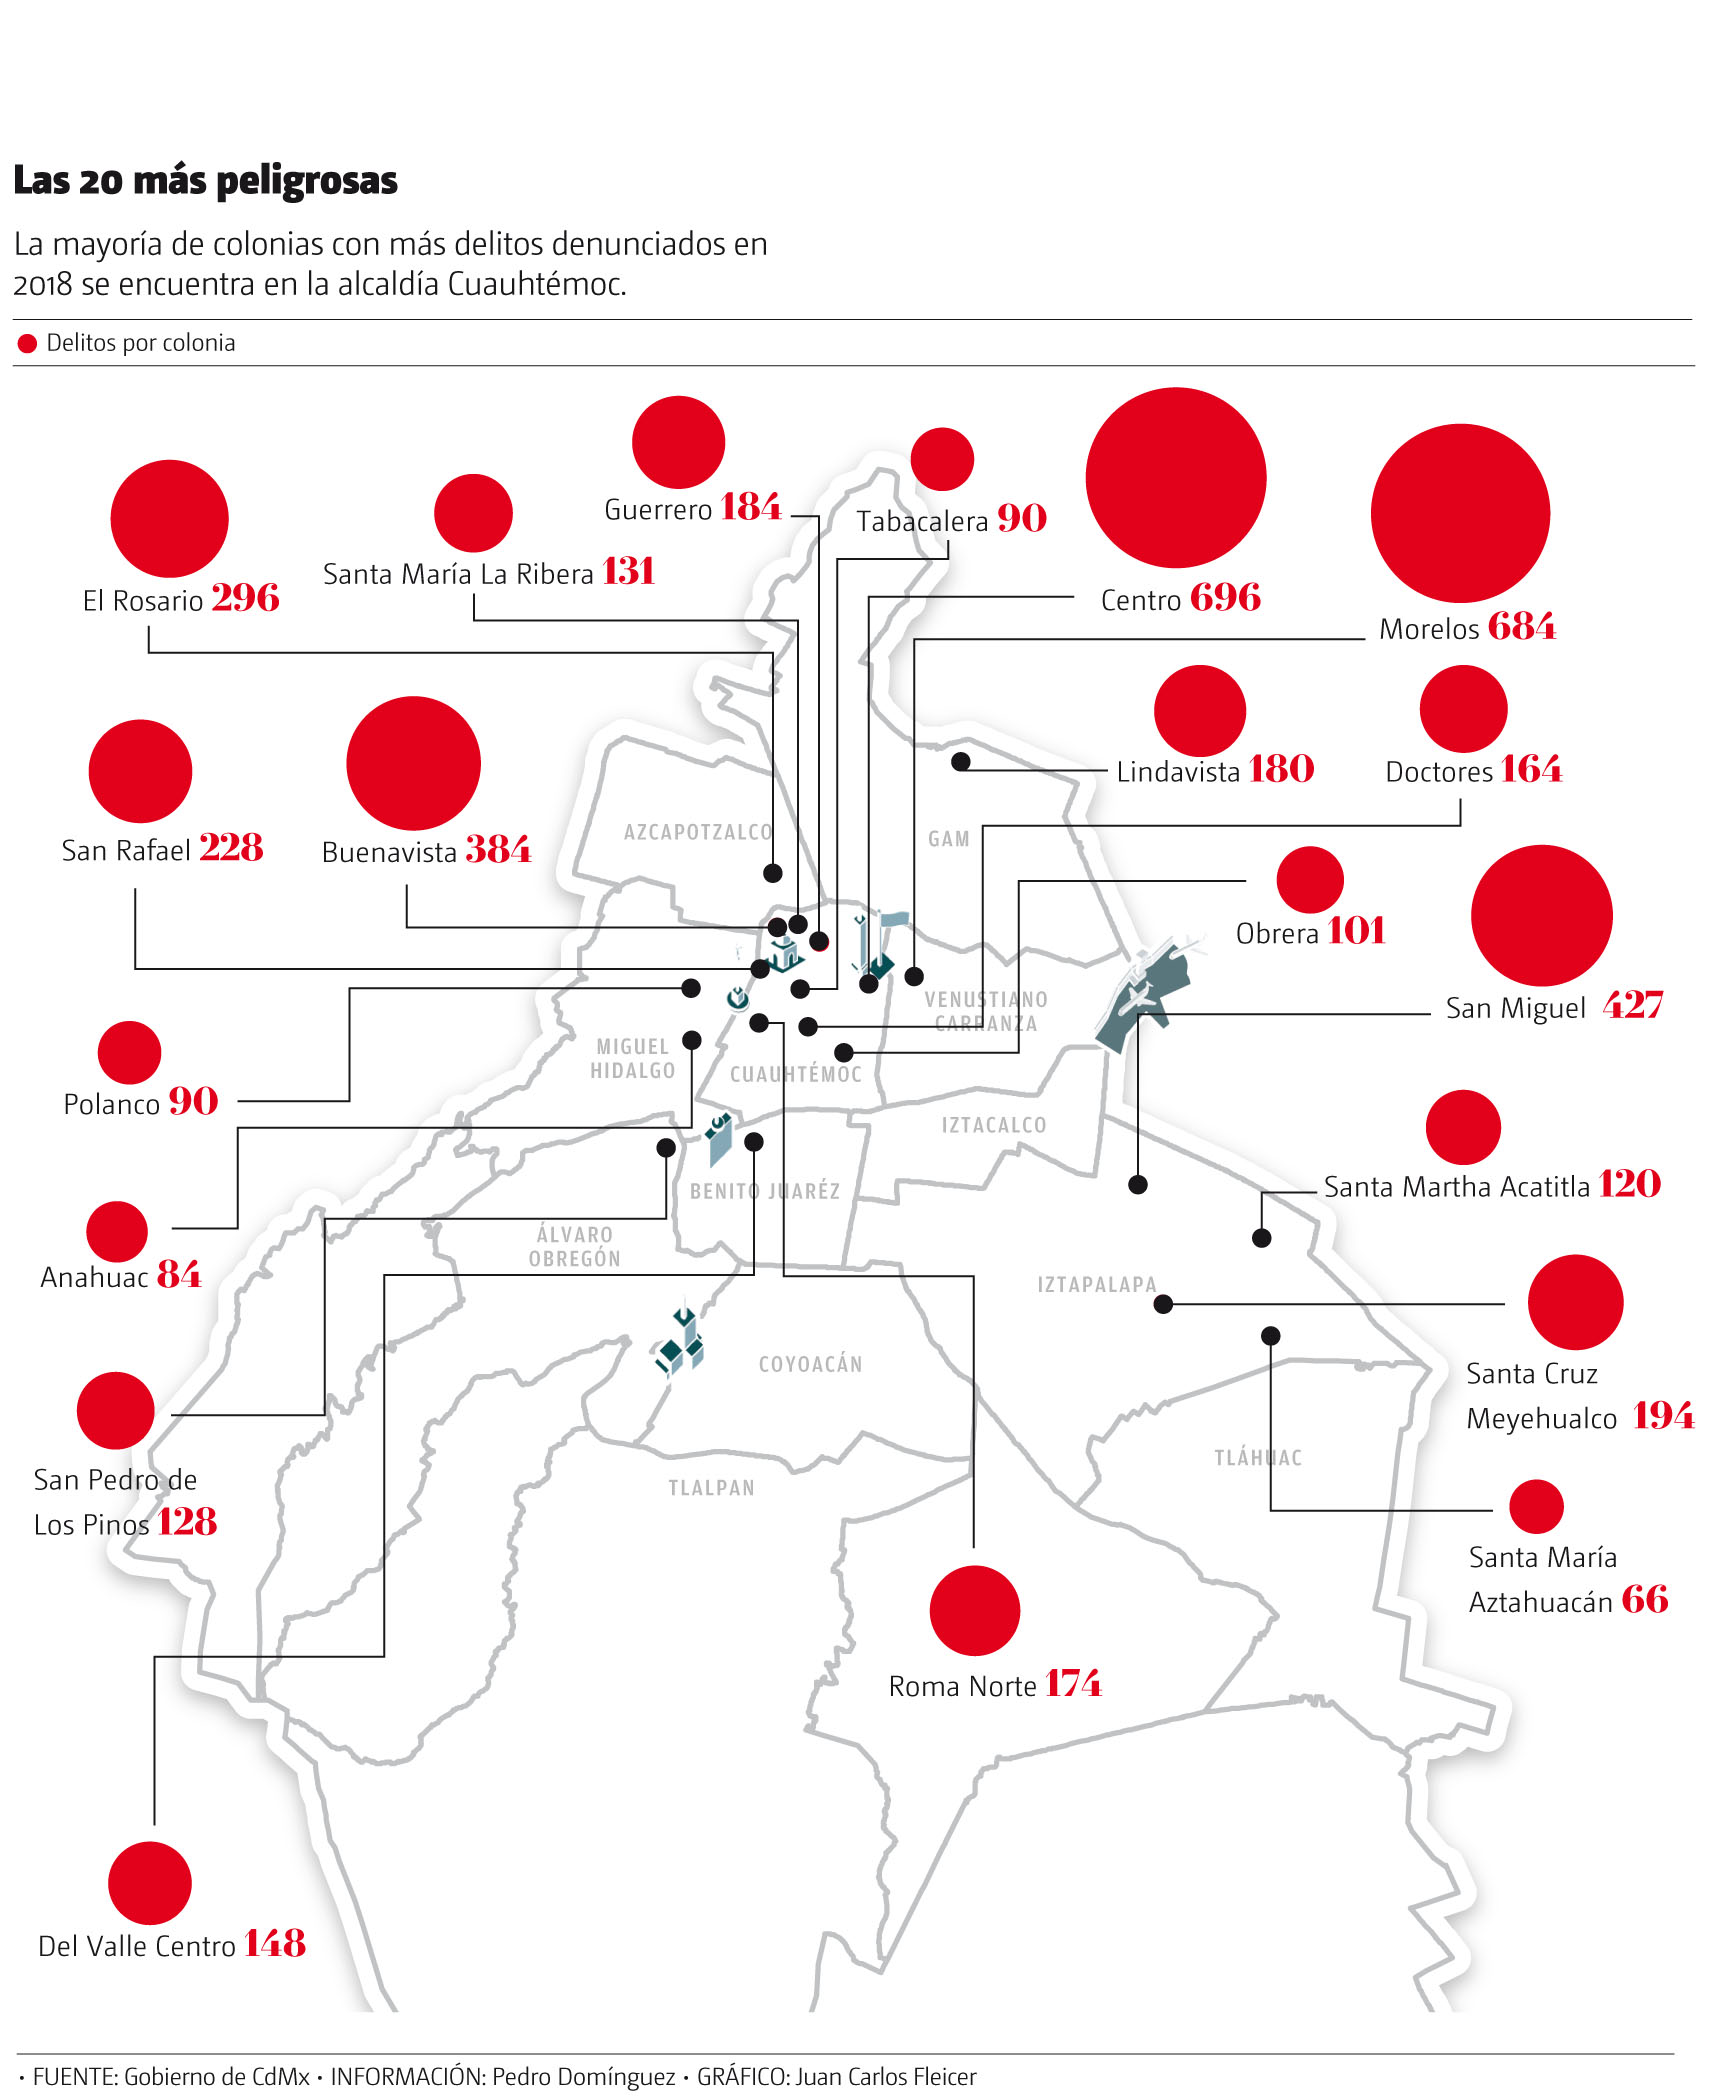 Las 20 más peligrosas
La mayoría de colonias con más delitos denunciados en
2018 se encuentra en la alcaldía Cuauhtémoc.
Delitos por colonia
Guerrero 184
Tabacalera 90
Santa María La Ribera 131
El Rosario 296
Centro 696
Morelos 684
Lindavista 180
Doctores 164
San Rafael 228
Buenavista 384
AZCAPOTZALCO
GAM
Obrera 101
San Miguel 427
VENUSTIANO
CARRANZA
MIGUEL
HIDALGO
CUAUHTÉMOC
Polanco 90
IZTACALCO
Santa Martha Acatitla 120
BENITO JUARÉZ
ÁLVARO
OBREGÓN
Anahuac 84
IZTAPALAPA
COYOACÁN
Santa Cruz
Meyehualco 194
TLÁHUAC
TLALPAN
San Pedro de
Los Pinos 128
Santa María
Aztahuacán 66
Roma Norte 174
Del Valle Centro 148
• FUENTE: Gobierno de CdMx • INFORMACIÓN: Pedro Domínguez • GRÁFICO: Juan Carlos Fleicer